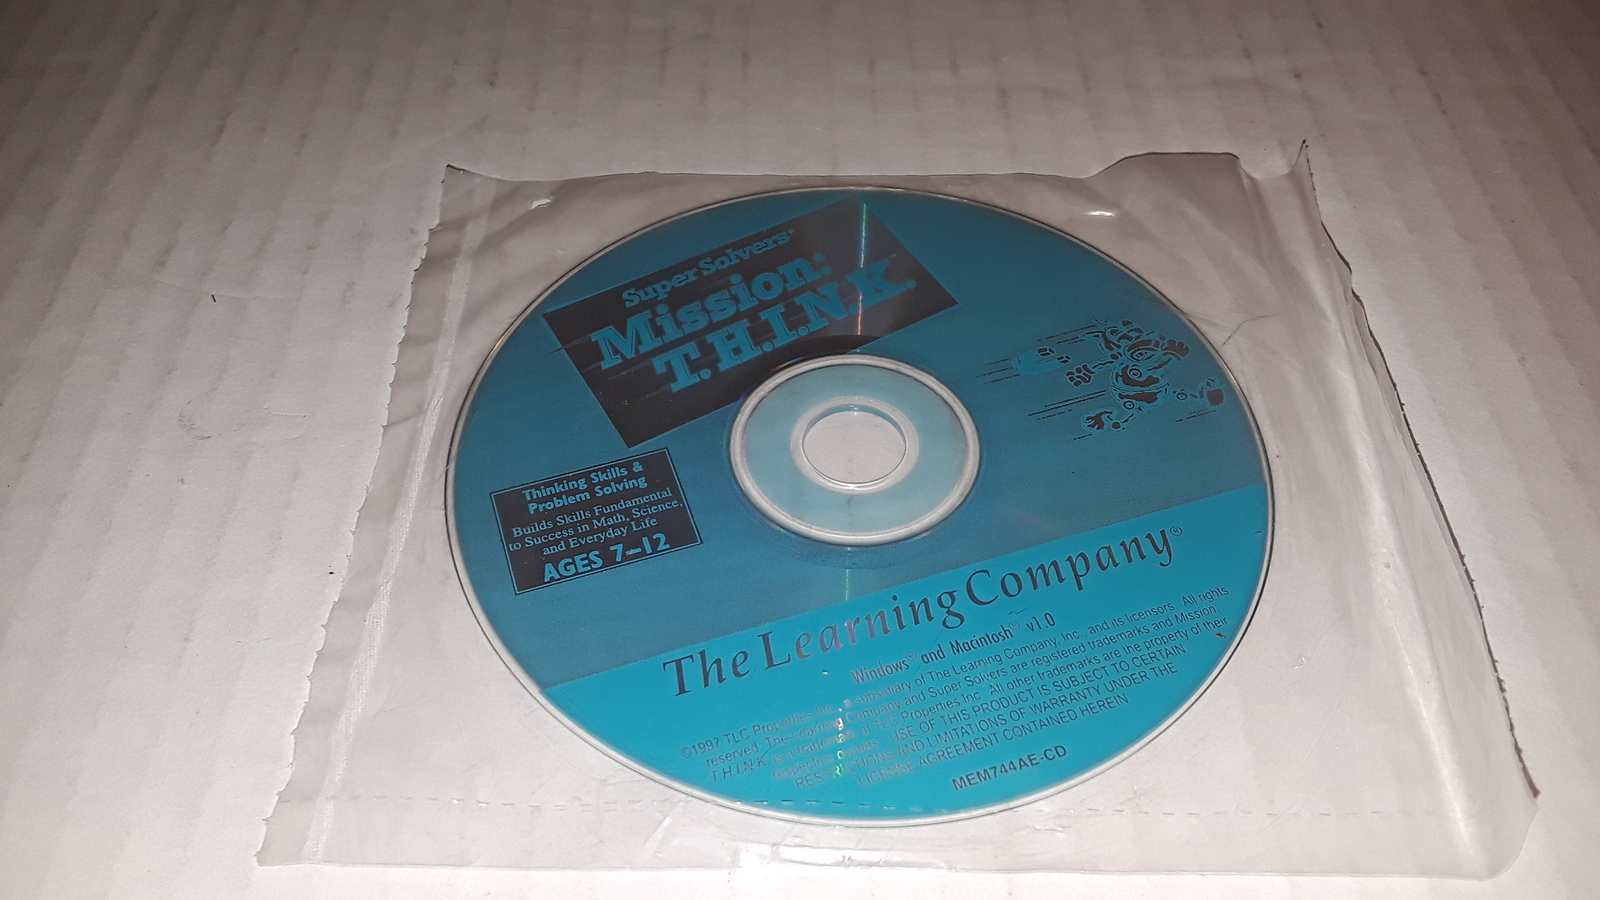 Super Solvers®
Mission:
T.H.I.N.K.
Thinking Skills &
Problem Solving
Builds Skills Fundamental
to Success in Math, Science,
and Everyday Life
AGES 7–12
The Learning Company®
Windows® and Macintosh® v1.0
©1997 TLC Properties Inc., a subsidiary of The Learning Company, Inc., and its licensors. All rights
reserved. The Learning Company and Super Solvers are registered trademarks and Mission:
T.H.I.N.K. is a trademark of TLC Properties Inc. All other trademarks are the property of their
respective owners. USE OF THIS PRODUCT IS SUBJECT TO CERTAIN
RESTRICTIONS AND LIMITATIONS OF WARRANTY UNDER THE
LICENSE AGREEMENT CONTAINED HEREIN
MEM744AE-CD